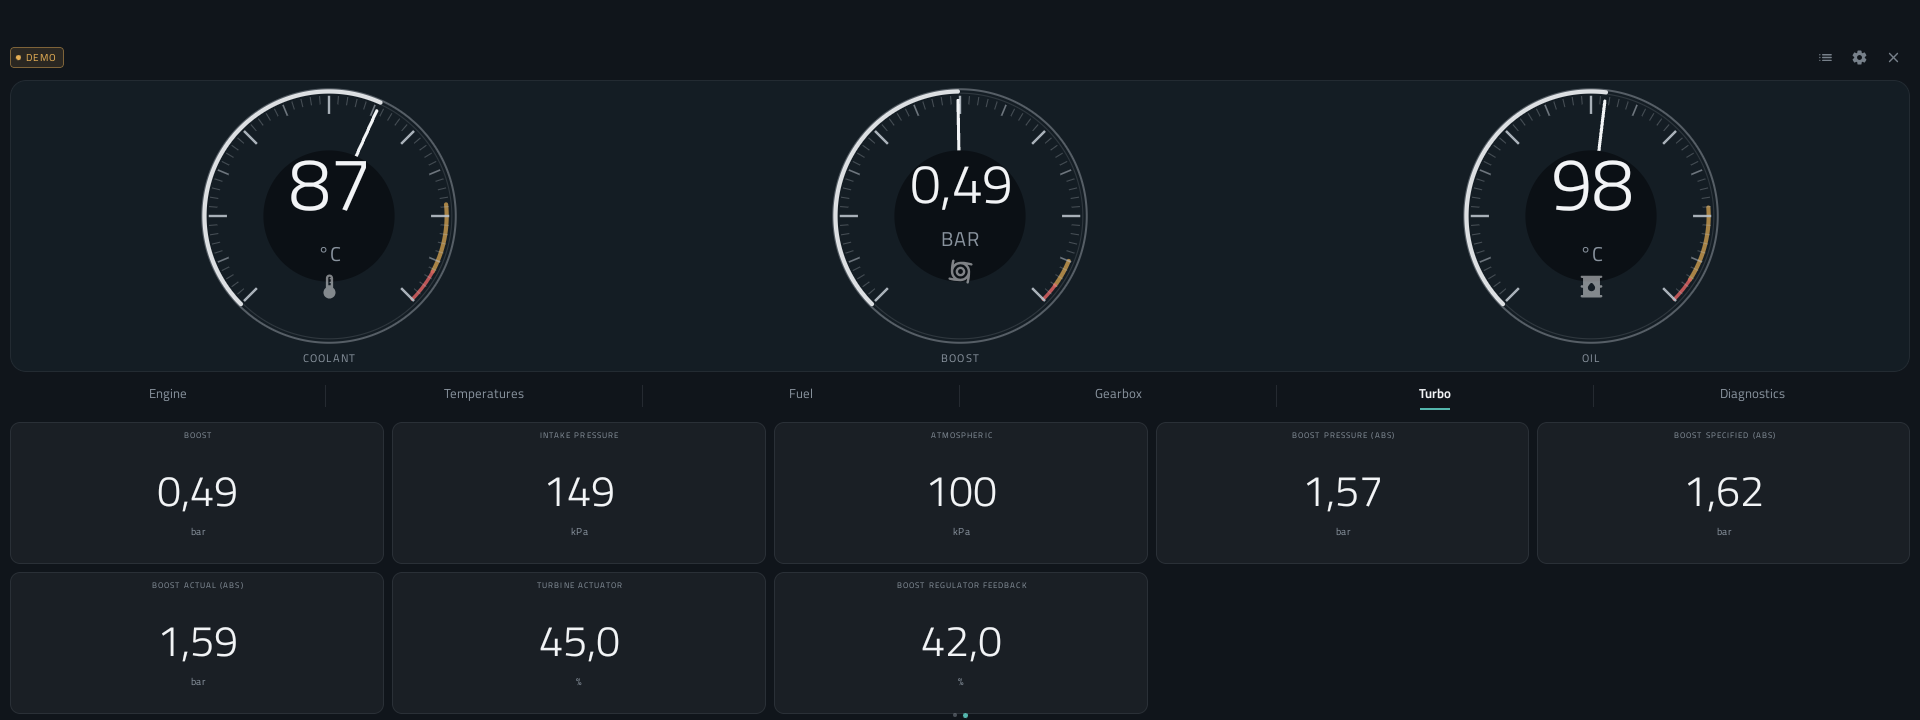 DEMO
87
°C
COOLANT
0,49
BAR
BOOST
98
°C
OIL
Engine
Temperatures
Fuel
Gearbox
Turbo
Diagnostics
BOOST
0,49
bar
INTAKE PRESSURE
149
kPa
ATMOSPHERIC
100
kPa
BOOST PRESSURE (ABS)
1,57
bar
BOOST SPECIFIED (ABS)
1,62
bar
BOOST ACTUAL (ABS)
1,59
bar
TURBINE ACTUATOR
45,0
%
BOOST REGULATOR FEEDBACK
42,0
%